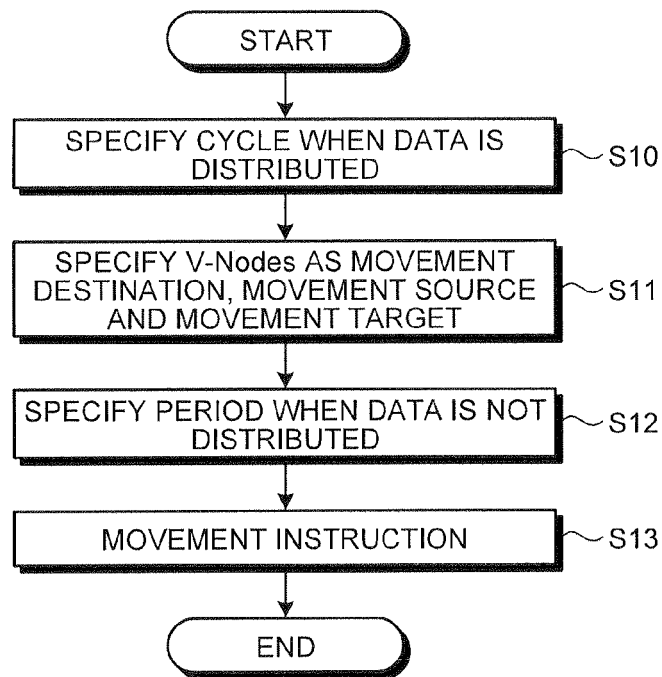 START
SPECIFY CYCLE WHEN DATA IS
DISTRIBUTED
S10
SPECIFY V-Nodes AS MOVEMENT
DESTINATION, MOVEMENT SOURCE
AND MOVEMENT TARGET
S11
SPECIFY PERIOD WHEN DATA IS NOT
DISTRIBUTED
S12
MOVEMENT INSTRUCTION
S13
END